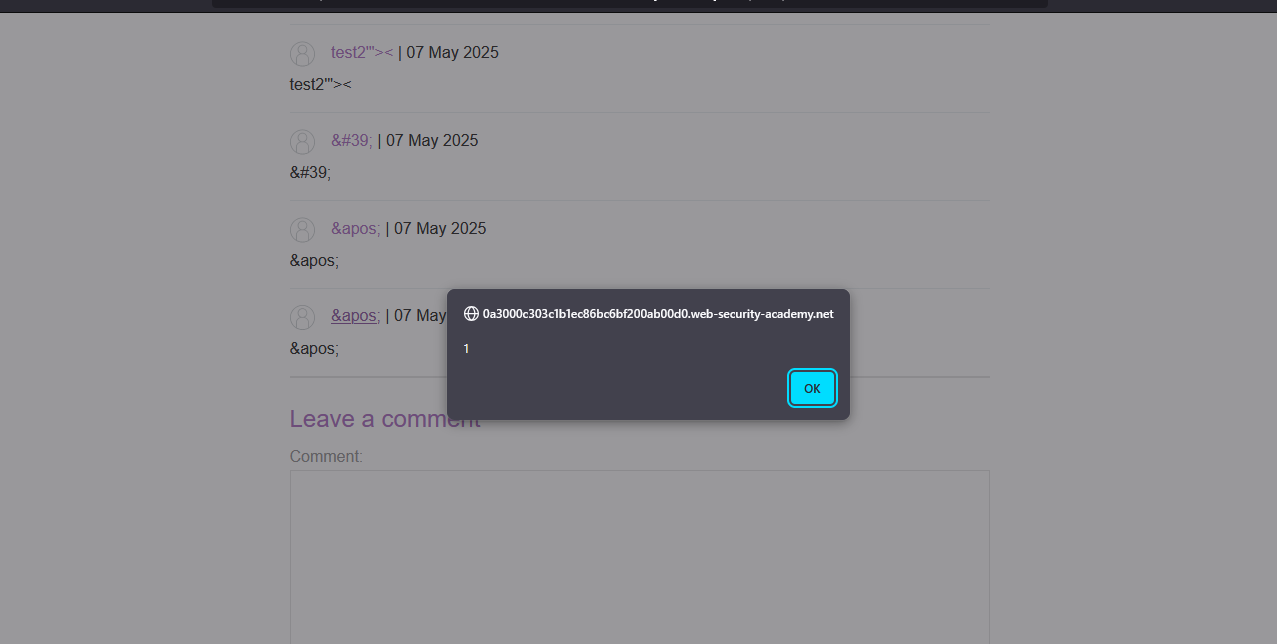 test2'">< | 07 May 2025
test2'"><
&#39; | 07 May 2025
&#39;
&apos; | 07 May 2025
&apos;
&apos; | 07 May
&apos;
0a3000c303c1b1ec86bc6bf200ab00d0.web-security-academy.net
1
OK
Leave a comment
Comment: